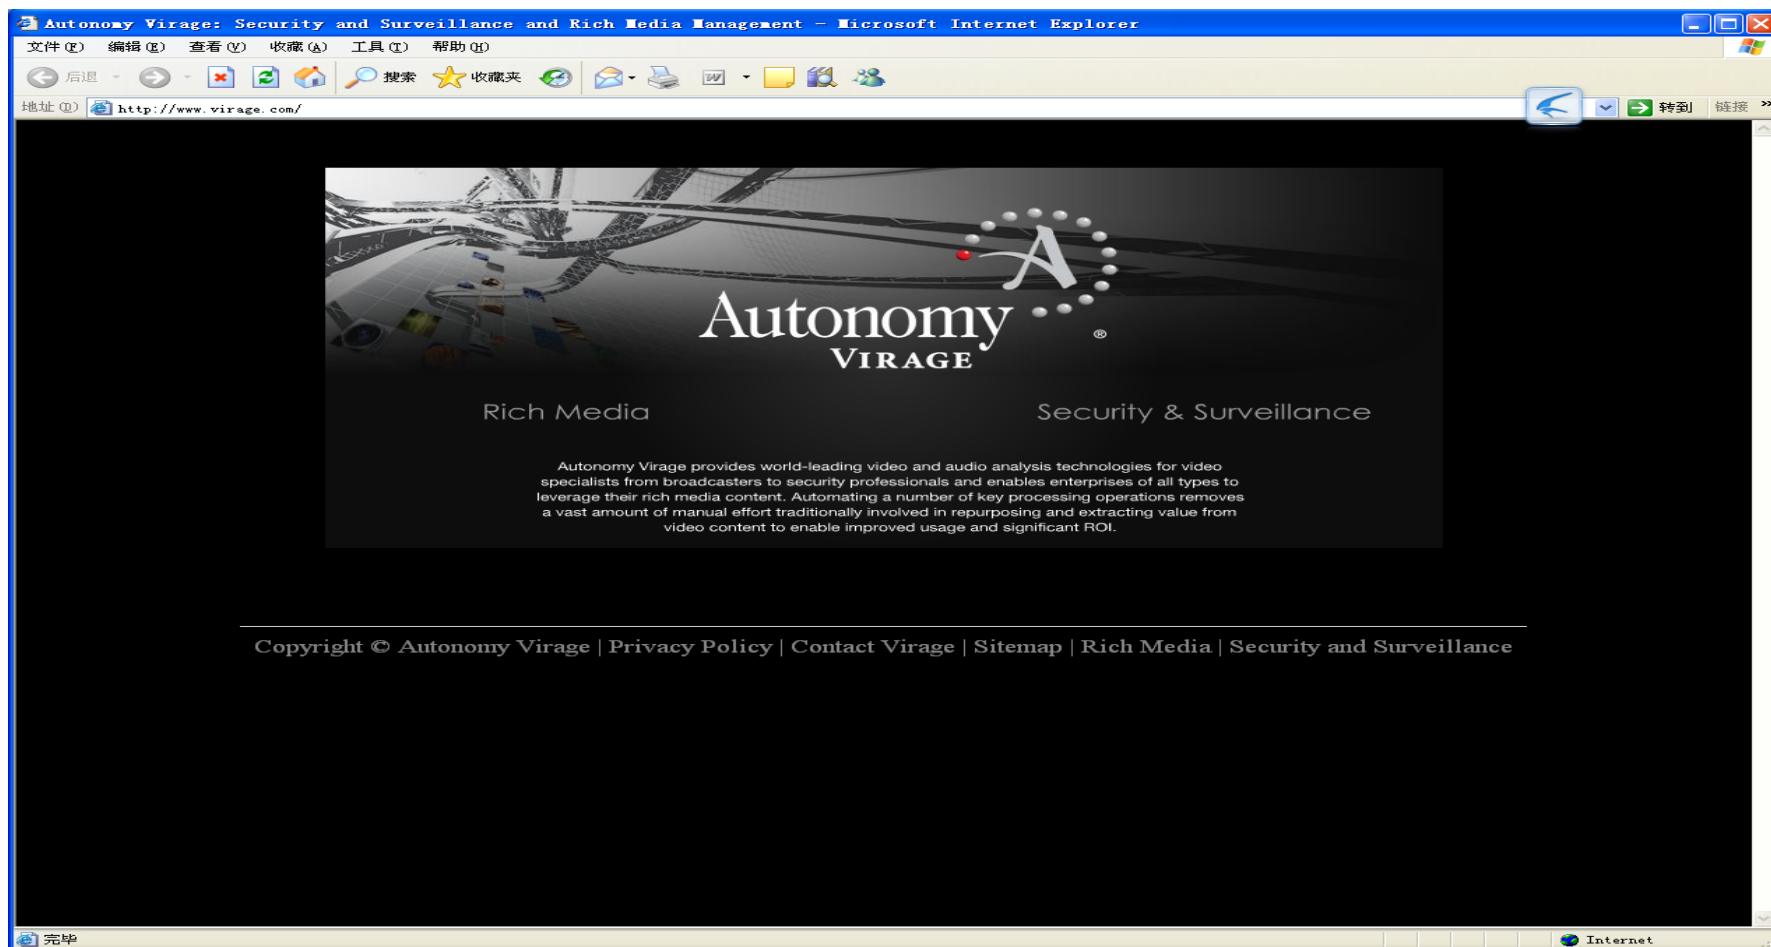 Autonomy Virage: Security and Surveillance and Rich Media Management - Microsoft Internet Explorer
文件(F) 编辑(E) 查看(V) 收藏(A) 工具(T) 帮助(H)
后退 搜索 收藏夹
地址(D) http://www.virage.com/ 转到 链接 »
A
Autonomy ®
VIRAGE
Rich Media Security & Surveillance
Autonomy Virage provides world-leading video and audio analysis technologies for video
specialists from broadcasters to security professionals and enables enterprises of all types to
leverage their rich media content. Automating a number of key processing operations removes
a vast amount of manual effort traditionally involved in repurposing and extracting value from
video content to enable improved usage and significant ROI.
Copyright © Autonomy Virage | Privacy Policy | Contact Virage | Sitemap | Rich Media | Security and Surveillance
完毕 Internet